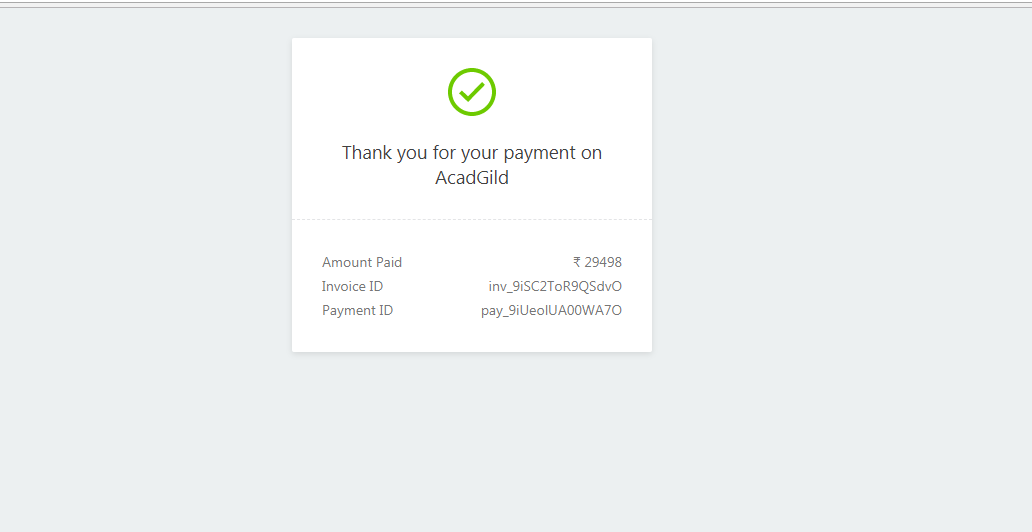 Thank you for your payment on
AcadGild
Amount Paid ₹ 29498
Invoice ID inv_9iSC2ToR9QSdvO
Payment ID pay_9iUeolUA00WA7O